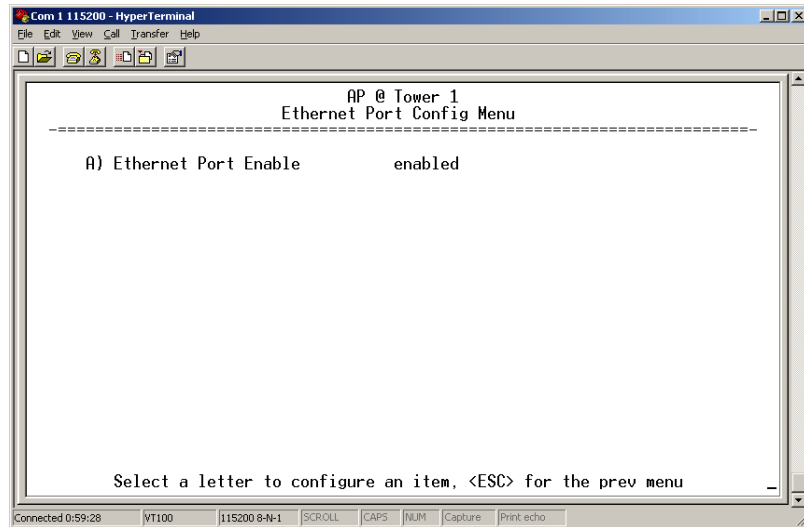 Com 1 115200 - HyperTerminal
File Edit View Call Transfer Help
AP @ Tower 1
Ethernet Port Config Menu
-==========================================================================-
A) Ethernet Port Enable enabled
Select a letter to configure an item, <ESC> for the prev menu _
Connected 0:59:28 VT100 115200 8-N-1 SCROLL CAPS NUM Capture Print echo